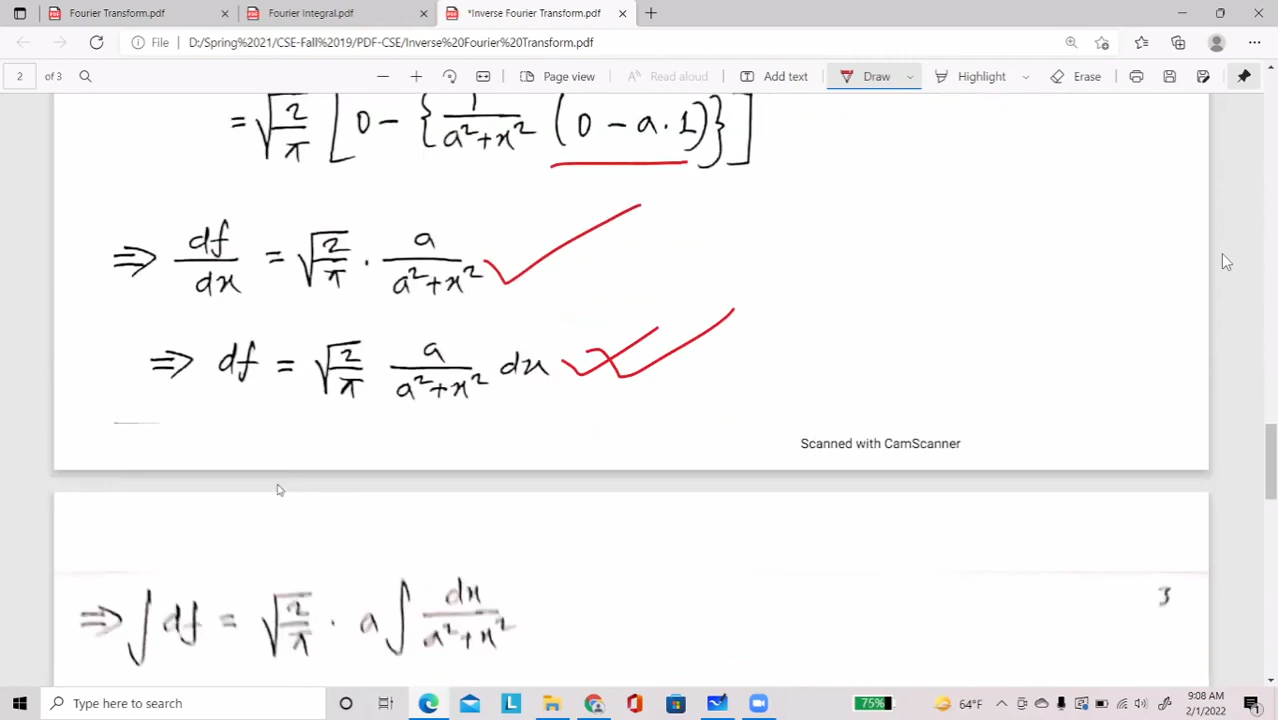 Fourier Transform.pdf
Fourier Integral.pdf
*Inverse Fourier Transform.pdf
File
D:/Spring%2021/CSE-Fall%2019/PDF-CSE/Inverse%20Fourier%20Transform.pdf
2 of 3
Page view
Read aloud
Add text
Draw
Highlight
Erase
= √(2/π) [0 - {1/(a²+x²) (0 - a·1)}]
⇒ df/dx = √(2/π) · a/(a²+x²)
⇒ df = √(2/π) a/(a²+x²) dx
Scanned with CamScanner
3
⇒ ∫df = √(2/π) · a∫ dx/(a²+x²)
Type here to search
75%
64°F
9:08 AM
2/1/2022